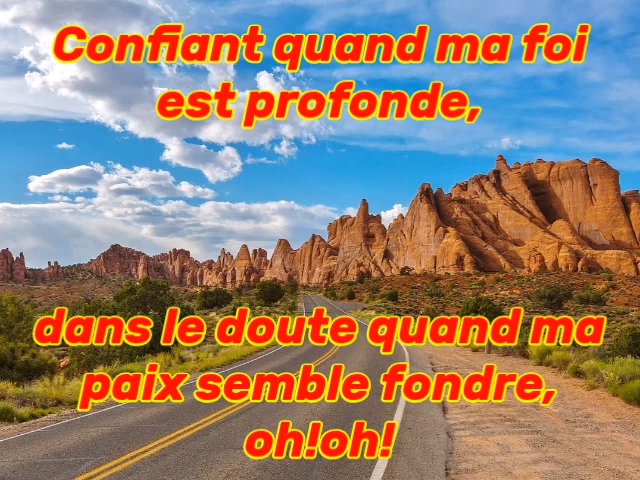 Confiant quand ma foi
est profonde,
dans le doute quand ma
paix semble fondre,
oh!oh!